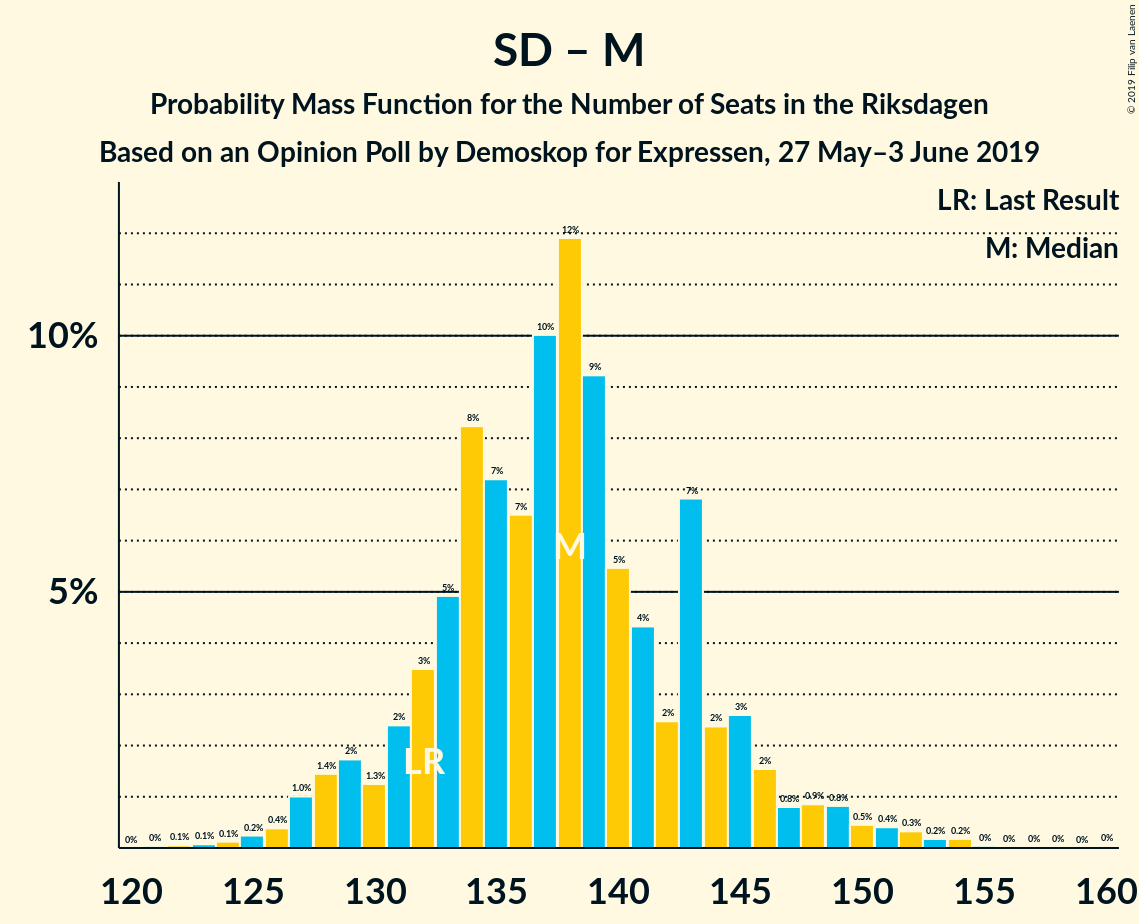 SD – M
Probability Mass Function for the Number of Seats in the Riksdagen
Based on an Opinion Poll by Demoskop for Expressen, 27 May–3 June 2019
© 2019 Filip van Laenen
LR: Last Result
M: Median
10%
5%
0% 0% 0.1% 0.1% 0.1% 0.2% 0.4% 1.0% 1.4% 2% 1.3% 2% 3% 5% 8% 7% 7% 10% 12% 9% 5% 4% 2% 7% 2% 3% 2% 0.8% 0.9% 0.8% 0.5% 0.4% 0.3% 0.2% 0.2% 0% 0% 0% 0% 0% 0%
M
LR
120 125 130 135 140 145 150 155 160